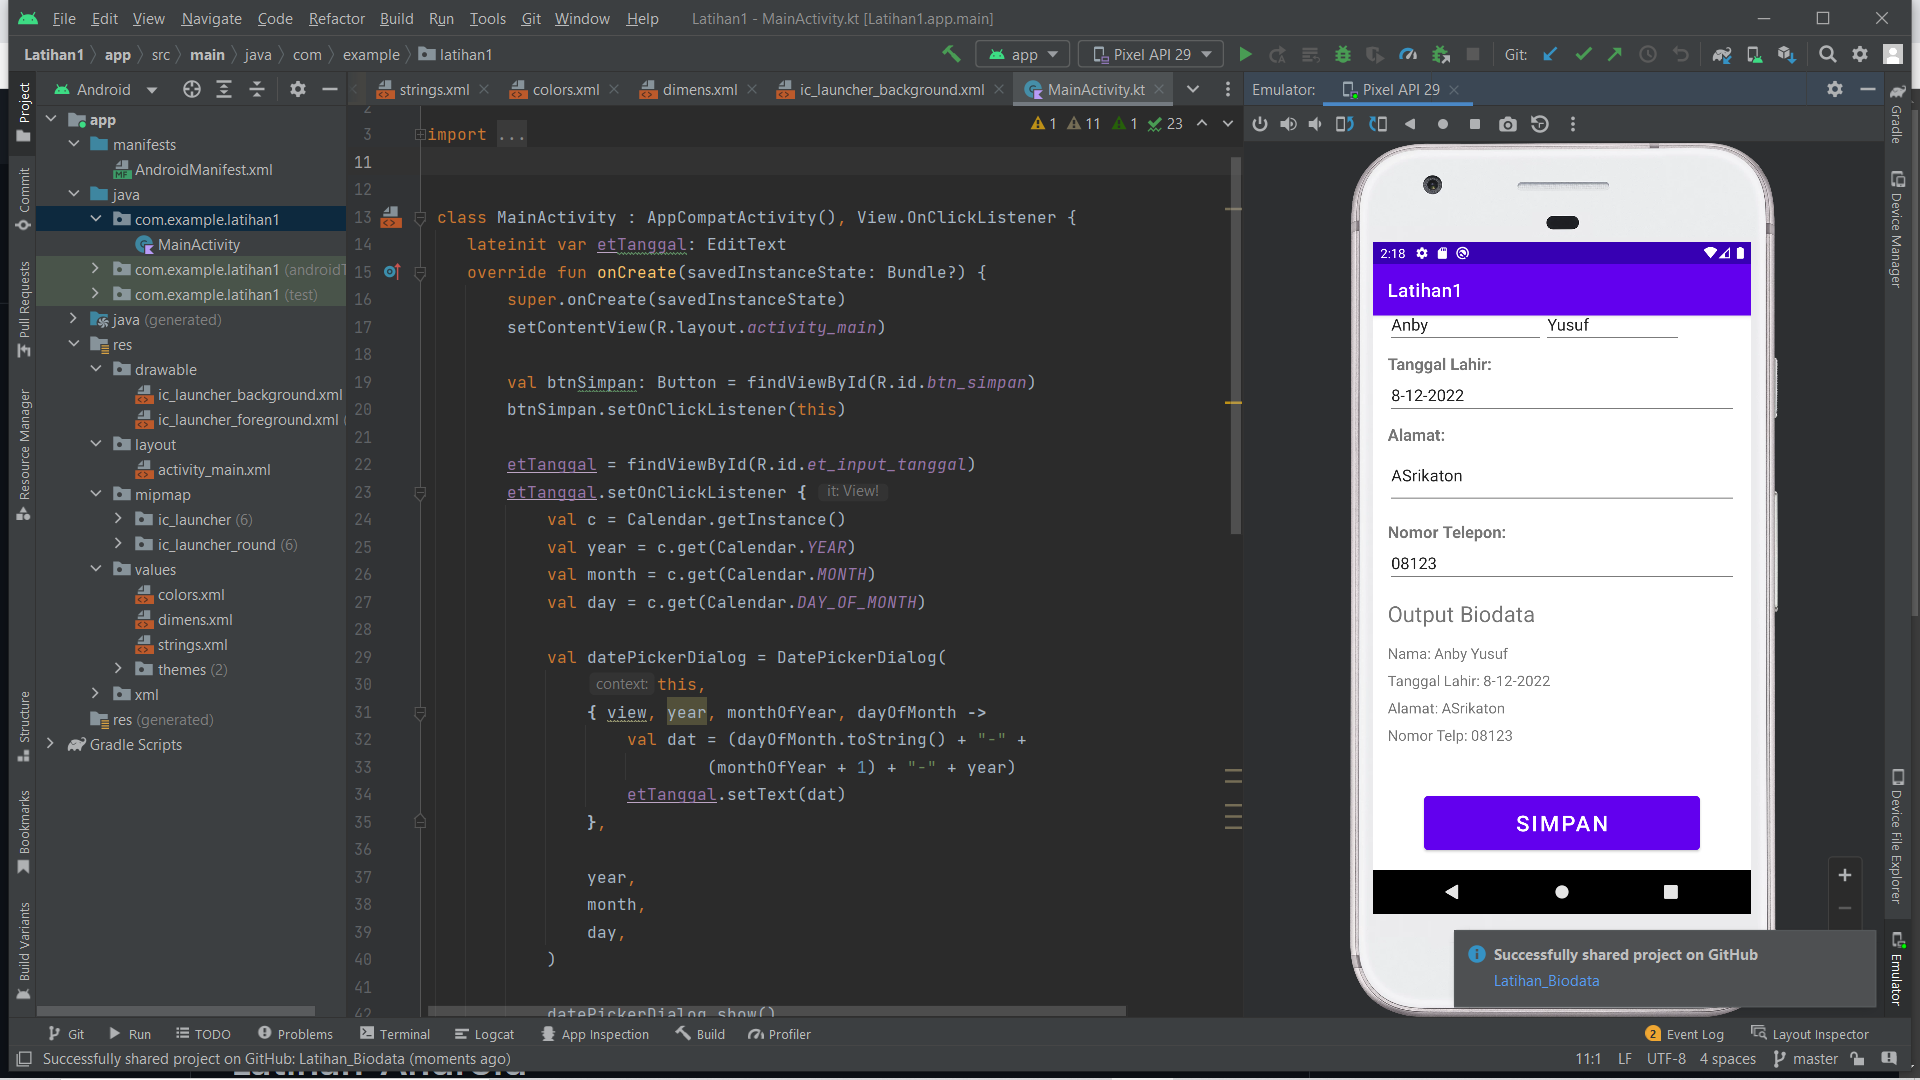 File Edit View Navigate Code Refactor Build Run Tools Git Window Help Latihan1 - MainActivity.kt [Latihan1.app.main]
Latihan1 app src main java com example latihan1 app Pixel API 29 Git:
Android strings.xml colors.xml dimens.xml ic_launcher_background.xml MainActivity.kt Emulator: Pixel API 29
Project
Commit
Pull Requests
Resource Manager
Structure
Bookmarks
Build Variants
app
manifests
AndroidManifest.xml
java
com.example.latihan1
MainActivity
com.example.latihan1 (androidT
com.example.latihan1 (test)
java (generated)
res
drawable
ic_launcher_background.xml
ic_launcher_foreground.xml (
layout
activity_main.xml
mipmap
ic_launcher (6)
ic_launcher_round (6)
values
colors.xml
dimens.xml
strings.xml
themes (2)
xml
res (generated)
Gradle Scripts
1 11 1 23
2
3 import ...
11
12
13 class MainActivity : AppCompatActivity(), View.OnClickListener {
14 lateinit var etTanggal: EditText
15 override fun onCreate(savedInstanceState: Bundle?) {
16 super.onCreate(savedInstanceState)
17 setContentView(R.layout.activity_main)
18
19 val btnSimpan: Button = findViewById(R.id.btn_simpan)
20 btnSimpan.setOnClickListener(this)
21
22 etTanggal = findViewById(R.id.et_input_tanggal)
23 etTanggal.setOnClickListener { it: View!
24 val c = Calendar.getInstance()
25 val year = c.get(Calendar.YEAR)
26 val month = c.get(Calendar.MONTH)
27 val day = c.get(Calendar.DAY_OF_MONTH)
28
29 val datePickerDialog = DatePickerDialog(
30 context: this,
31 { view, year, monthOfYear, dayOfMonth ->
32 val dat = (dayOfMonth.toString() + "-" +
33 (monthOfYear + 1) + "-" + year)
34 etTanggal.setText(dat)
35 },
36
37 year,
38 month,
39 day,
40 )
41
42 datePickerDialog.show()
2:18
Latihan1
Anby Yusuf
Tanggal Lahir:
8-12-2022
Alamat:
ASrikaton
Nomor Telepon:
08123
Output Biodata
Nama: Anby Yusuf
Tanggal Lahir: 8-12-2022
Alamat: ASrikaton
Nomor Telp: 08123
SIMPAN
Successfully shared project on GitHub
Latihan_Biodata
Gradle
Device Manager
Device File Explorer
Emulator
Git Run TODO Problems Terminal Logcat App Inspection Build Profiler 2 Event Log Layout Inspector
Successfully shared project on GitHub: Latihan_Biodata (moments ago) 11:1 LF UTF-8 4 spaces master